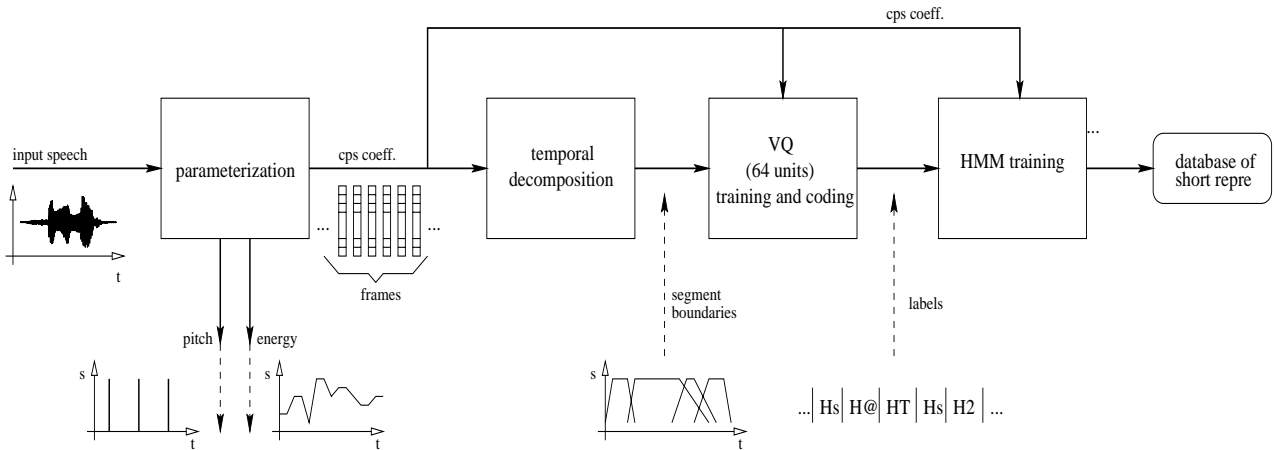 cps coeff.
input speech
parameterization
cps coeff.
temporal
decomposition
VQ
(64 units)
training and coding
HMM training
...
database of
short repre
t
...
...
frames
segment
boundaries
labels
pitch
energy
s
t
s
t
s
t
... Hs H@ HT Hs H2 ...